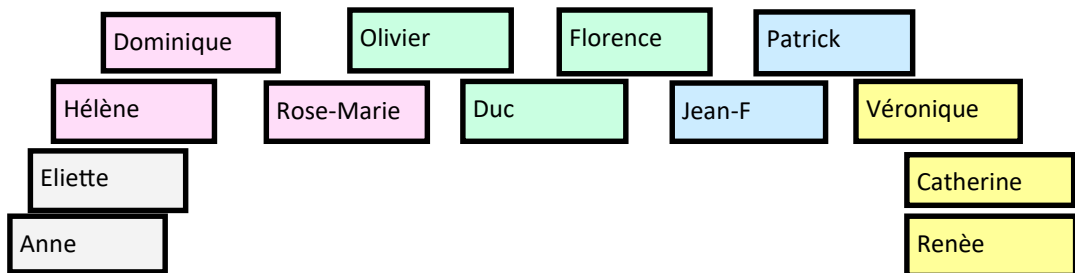 Dominique Olivier Florence Patrick
Hélène Rose-Marie Duc Jean-F Véronique
Eliette Catherine
Anne Renèe